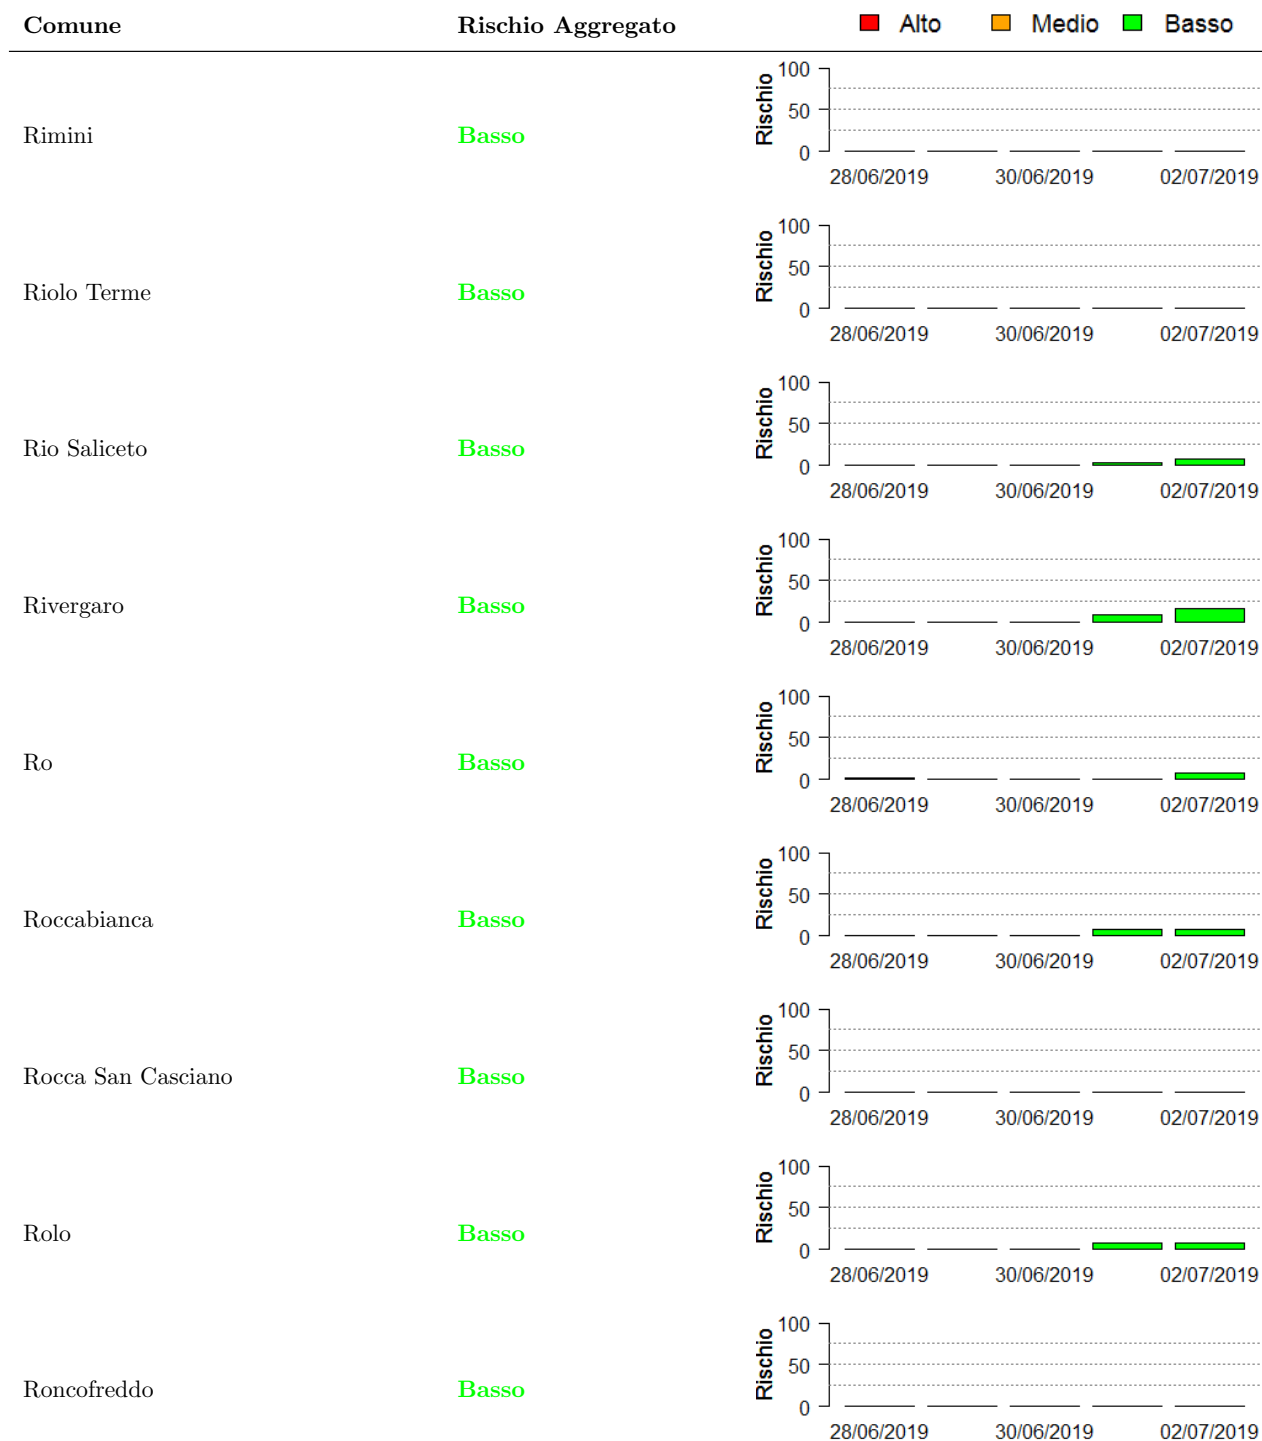 Comune Rischio Aggregato Alto Medio Basso
Rimini Basso
Rischio
100
50
0
28/06/2019 30/06/2019 02/07/2019
Riolo Terme Basso
Rischio
100
50
0
28/06/2019 30/06/2019 02/07/2019
Rio Saliceto Basso
Rischio
100
50
0
28/06/2019 30/06/2019 02/07/2019
Rivergaro Basso
Rischio
100
50
0
28/06/2019 30/06/2019 02/07/2019
Ro Basso
Rischio
100
50
0
28/06/2019 30/06/2019 02/07/2019
Roccabianca Basso
Rischio
100
50
0
28/06/2019 30/06/2019 02/07/2019
Rocca San Casciano Basso
Rischio
100
50
0
28/06/2019 30/06/2019 02/07/2019
Rolo Basso
Rischio
100
50
0
28/06/2019 30/06/2019 02/07/2019
Roncofreddo Basso
Rischio
100
50
0
28/06/2019 30/06/2019 02/07/2019